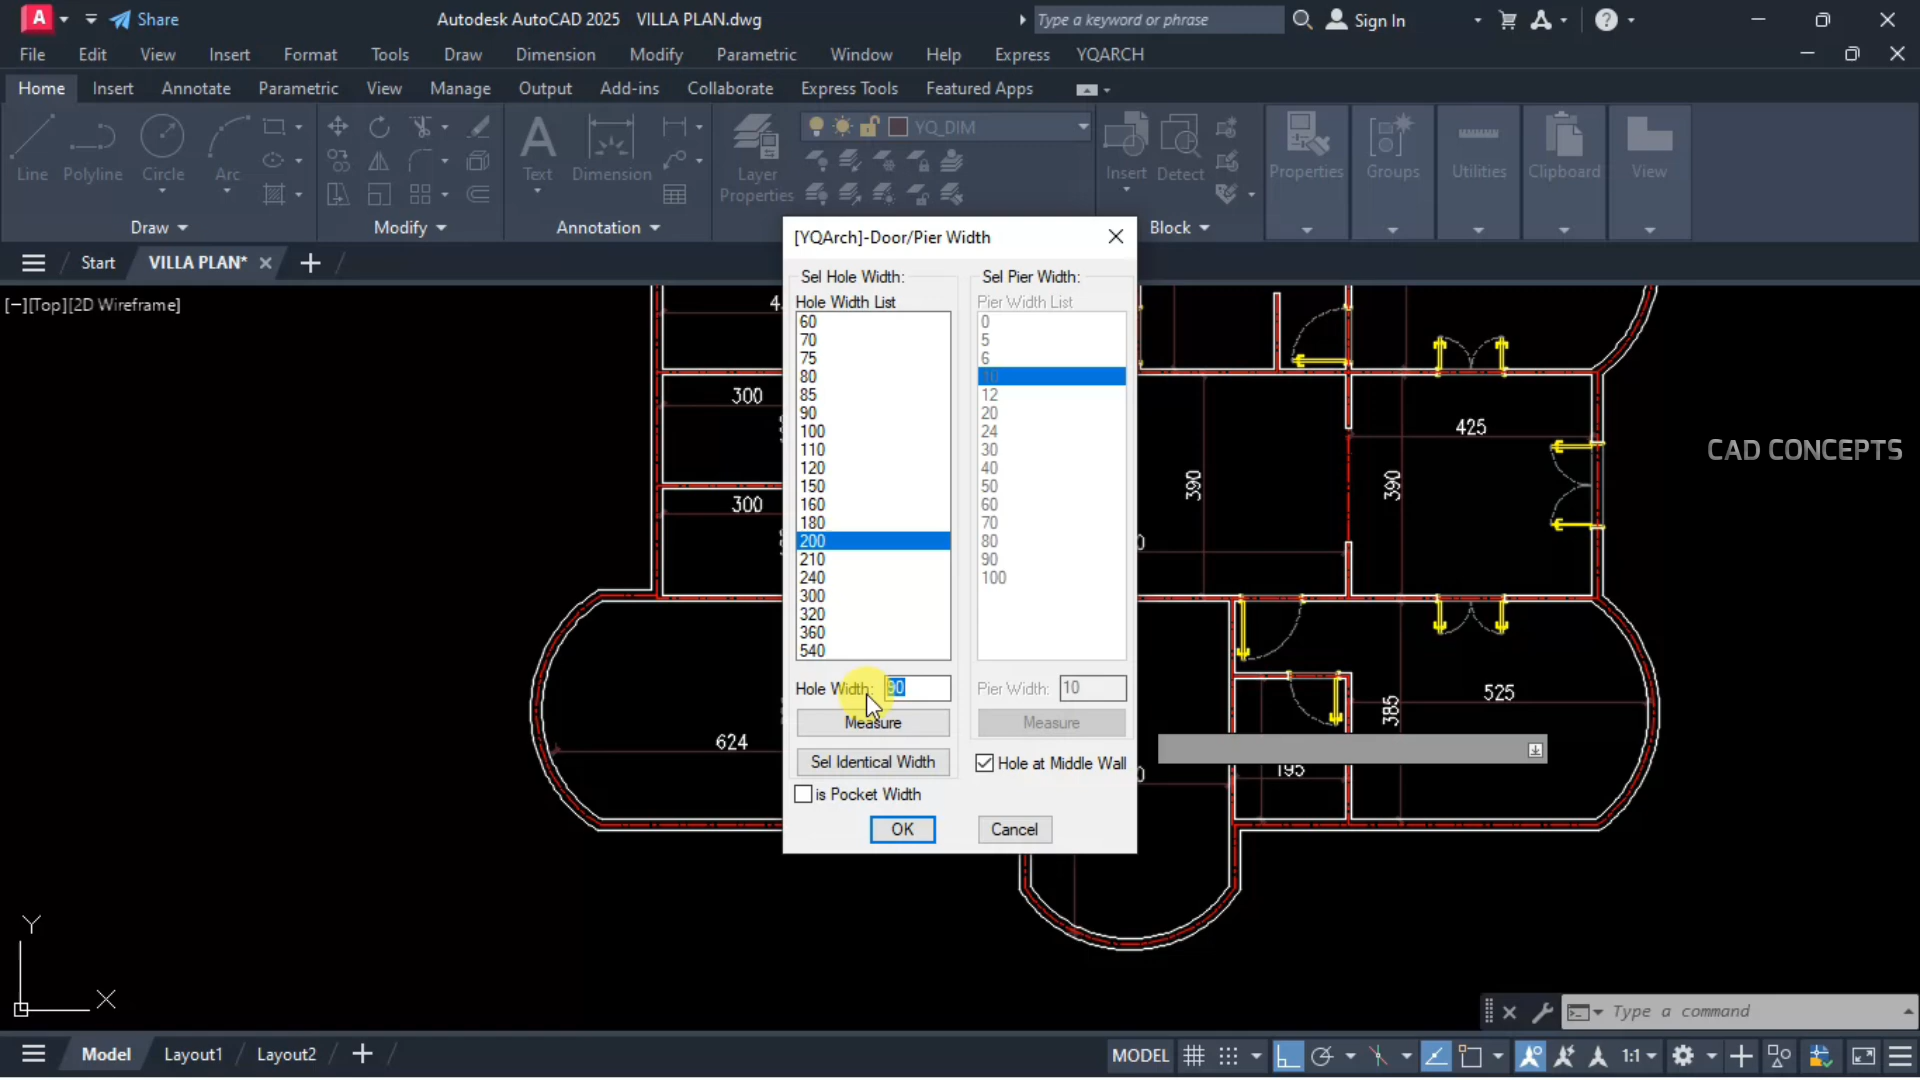 Share
Autodesk AutoCAD 2025 VILLA PLAN.dwg
Type a keyword or phrase
Sign In
File Edit View Insert Format Tools Draw Dimension Modify Parametric Window Help Express YQARCH
Home Insert Annotate Parametric View Manage Output Add-ins Collaborate Express Tools Featured Apps
YQ_DIM
Line Polyline Circle Arc Text Dimension Layer Properties Insert Detect Properties Groups Utilities Clipboard View
Draw Modify Annotation Block
Start VILLA PLAN*
[−][Top][2D Wireframe]
[YQArch]-Door/Pier Width
Sel Hole Width: Sel Pier Width:
Hole Width List Pier Width List
60 0
70 5
75 6
80 10
85 12
90 20
100 24
110 30
120 40
150 50
160 60
180 70
200 80
210 90
240 100
300
320
360
540
Hole Width: 90 Pier Width: 10
Measure Measure
Sel Identical Width Hole at Middle Wall
is Pocket Width
OK Cancel
300
300
624
390
390
425
525
385
195
CAD CONCEPTS
Y
X
Type a command
Model Layout1 Layout2
MODEL 1:1